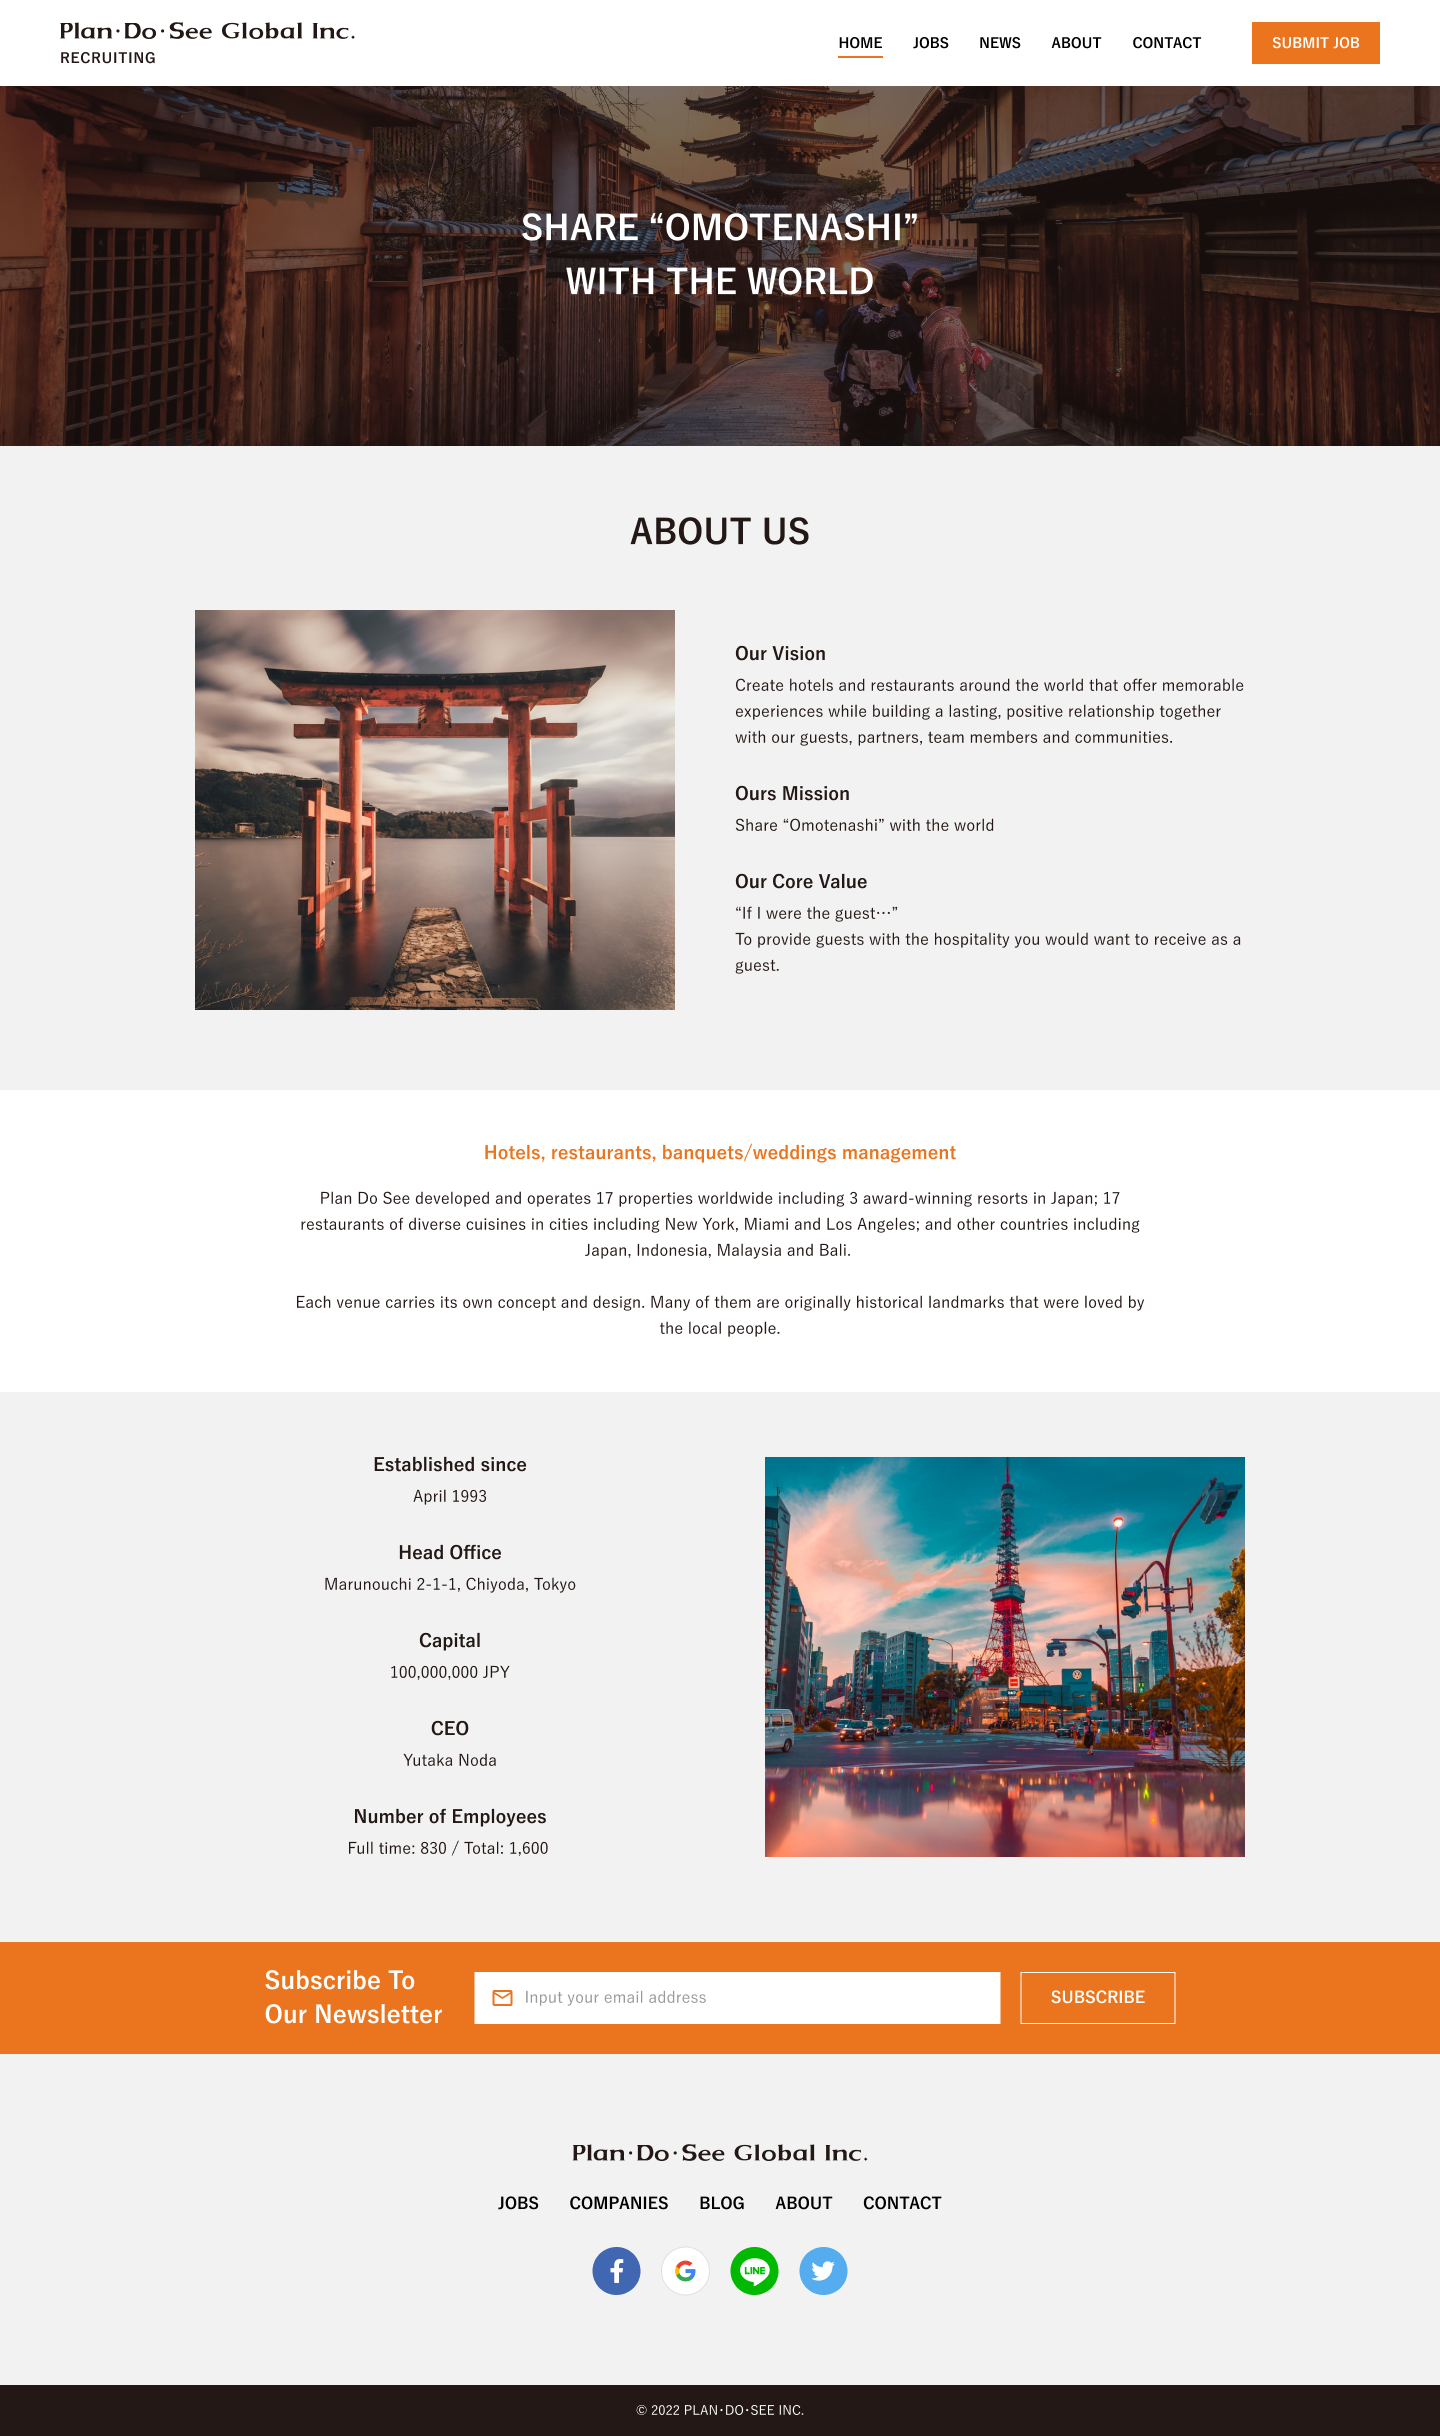 Plan·Do·See Global Inc.
RECRUITING
HOME JOBS NEWS ABOUT CONTACT SUBMIT JOB
SHARE “OMOTENASHI”
WITH THE WORLD
ABOUT US
Our Vision
Create hotels and restaurants around the world that offer memorable
experiences while building a lasting, positive relationship together
with our guests, partners, team members and communities.
Ours Mission
Share “Omotenashi” with the world
Our Core Value
“If I were the guest…”
To provide guests with the hospitality you would want to receive as a
guest.
Hotels, restaurants, banquets/weddings management
Plan Do See developed and operates 17 properties worldwide including 3 award-winning resorts in Japan; 17
restaurants of diverse cuisines in cities including New York, Miami and Los Angeles; and other countries including
Japan, Indonesia, Malaysia and Bali.
Each venue carries its own concept and design. Many of them are originally historical landmarks that were loved by
the local people.
Established since
April 1993
Head Office
Marunouchi 2-1-1, Chiyoda, Tokyo
Capital
100,000,000 JPY
CEO
Yutaka Noda
Number of Employees
Full time: 830 / Total: 1,600
Subscribe To
Our Newsletter
Input your email address
SUBSCRIBE
Plan·Do·See Global Inc.
JOBS COMPANIES BLOG ABOUT CONTACT
LINE
© 2022 PLAN·DO·SEE INC.